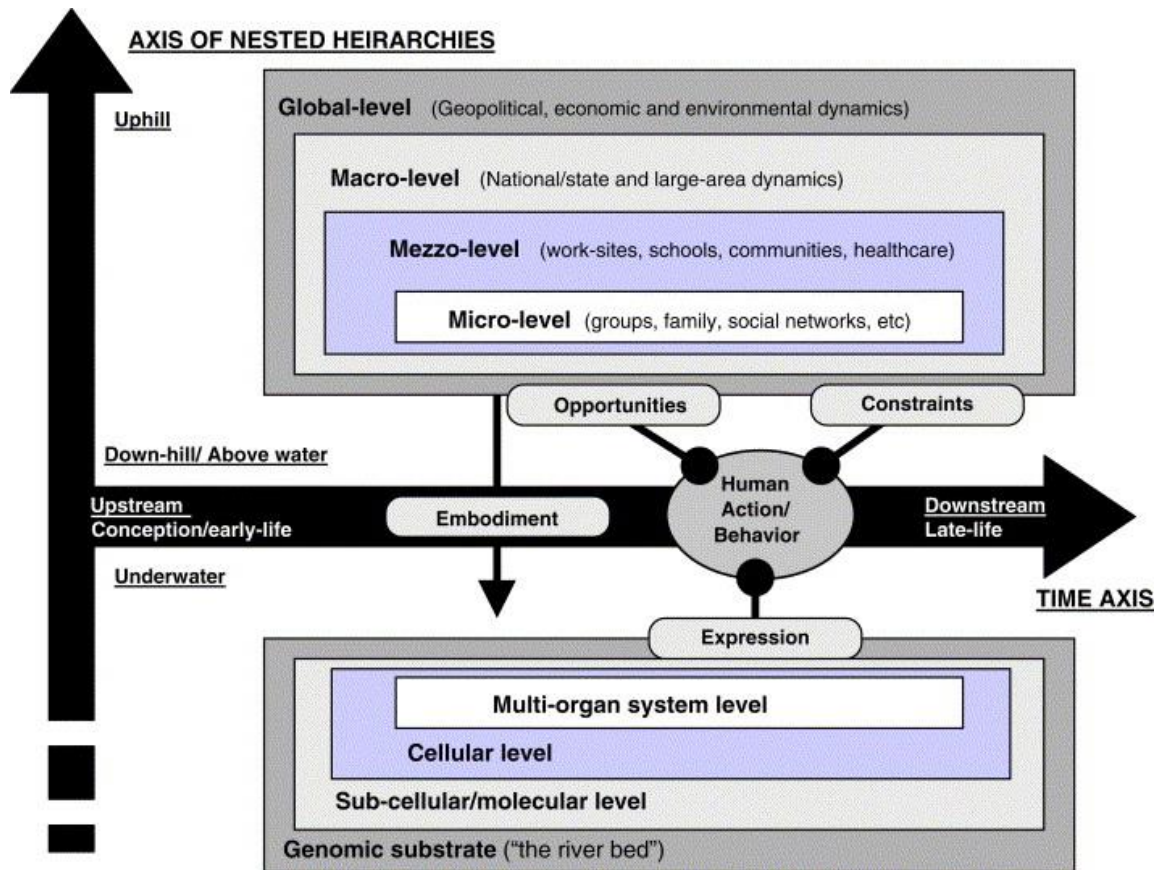 AXIS OF NESTED HEIRARCHIES
Uphill
Global-level (Geopolitical, economic and environmental dynamics)
Macro-level (National/state and large-area dynamics)
Mezzo-level (work-sites, schools, communities, healthcare)
Micro-level (groups, family, social networks, etc)
Opportunities
Constraints
Down-hill/ Above water
Upstream
Conception/early-life
Embodiment
Human
Action/
Behavior
Downstream
Late-life
Underwater
TIME AXIS
Expression
Multi-organ system level
Cellular level
Sub-cellular/molecular level
Genomic substrate (“the river bed”)